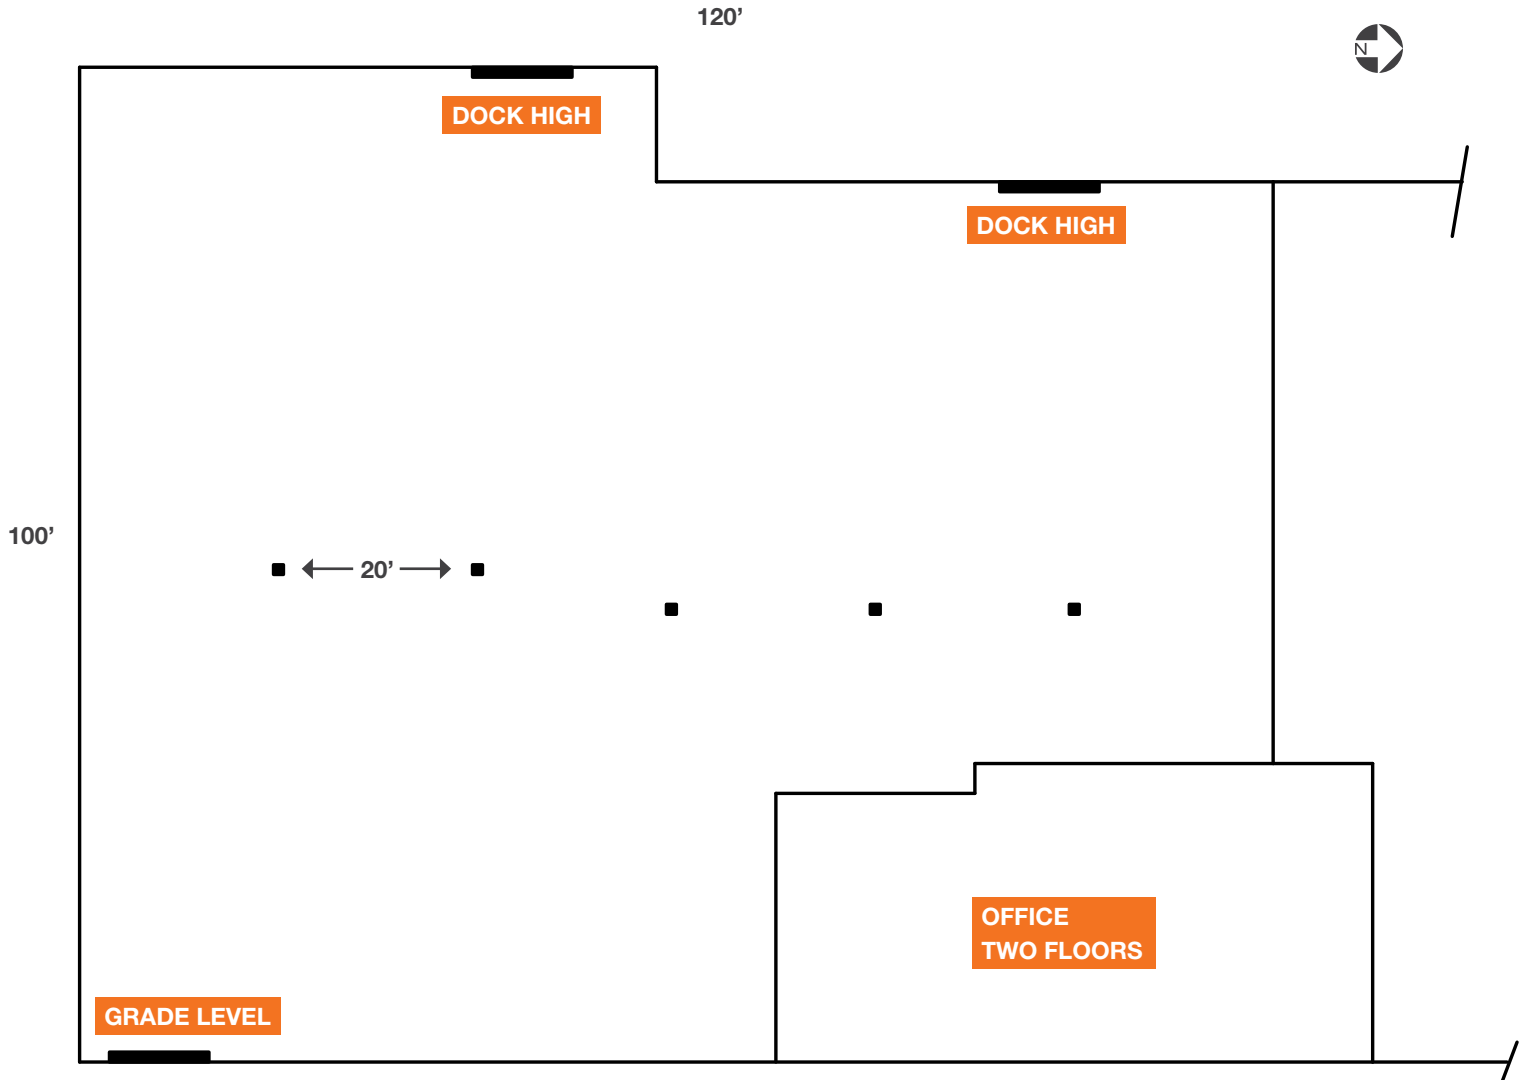 120’
N
DOCK HIGH
DOCK HIGH
100’
20’
OFFICE
TWO FLOORS
GRADE LEVEL